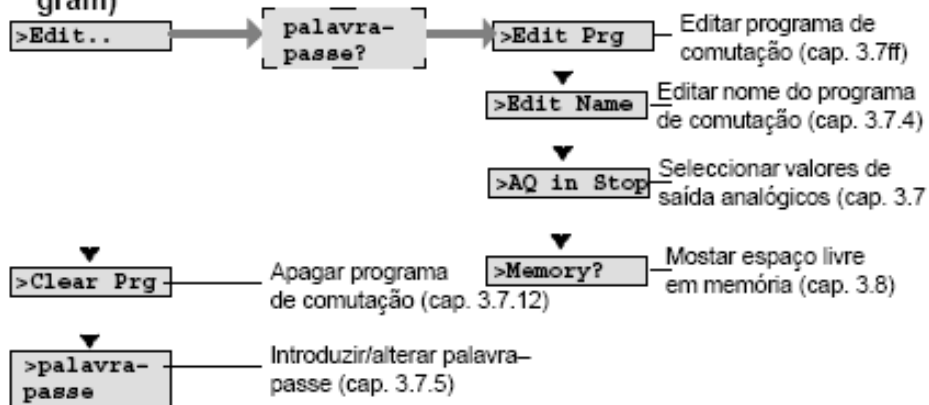 gram)
>Edit..
palavra-
passe?
>Edit Prg
Editar programa de
comutação (cap. 3.7ff)
>Edit Name
Editar nome do programa
de comutação (cap. 3.7.4)
>AQ in Stop
Seleccionar valores de
saída analógicos (cap. 3.7
>Memory?
Mostar espaço livre
em memória (cap. 3.8)
>Clear Prg
Apagar programa
de comutação (cap. 3.7.12)
>palavra-
passe
Introduzir/alterar palavra–
passe (cap. 3.7.5)